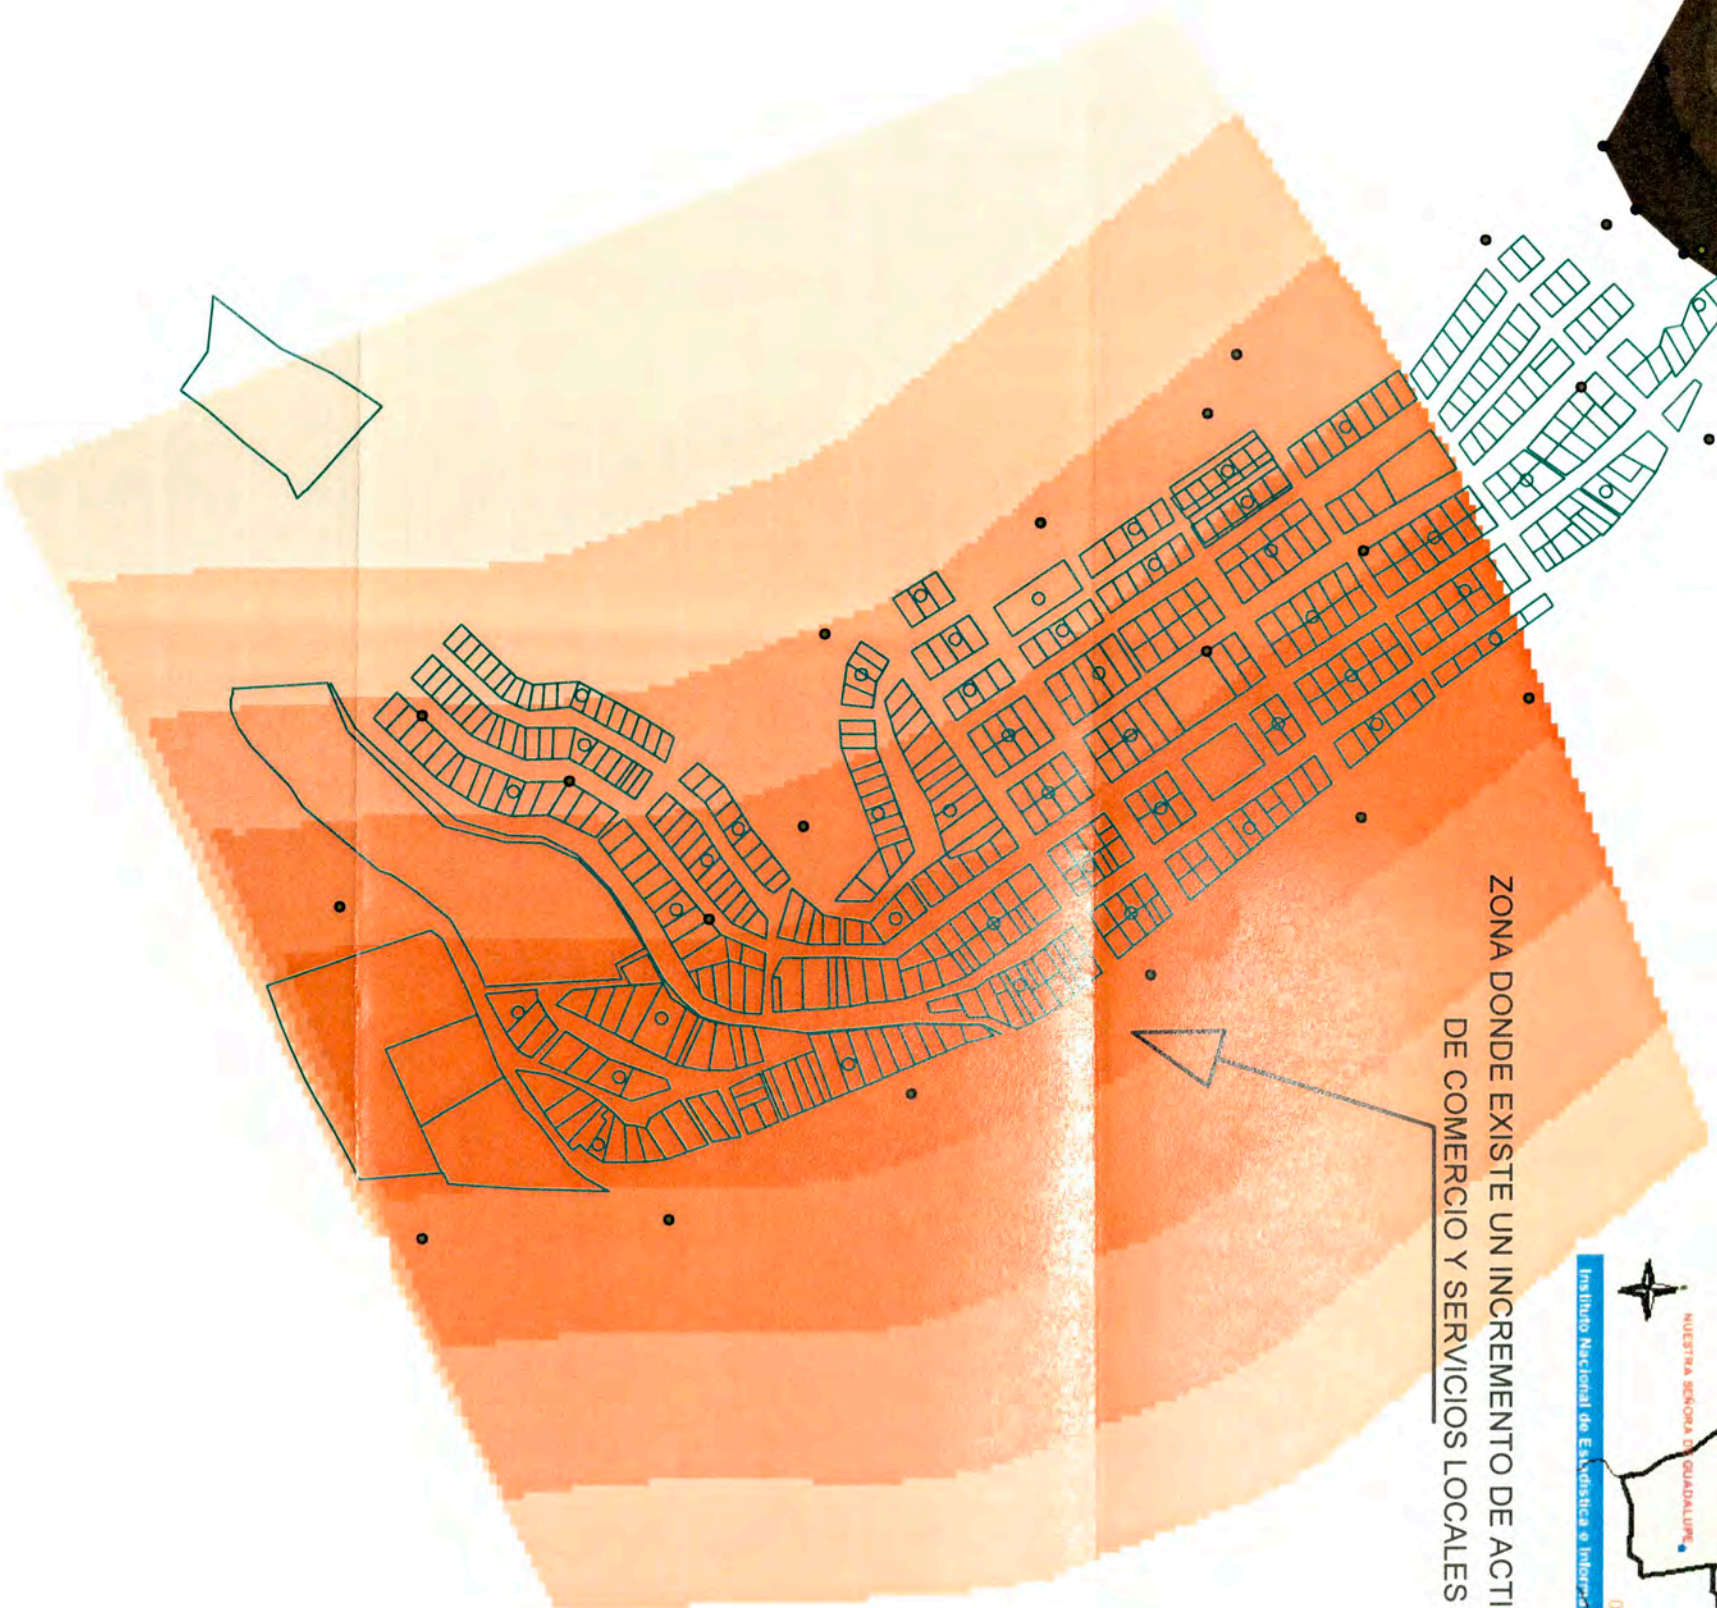 ZONA DONDE EXISTE UN INCREMENTO DE ACTI
DE COMERCIO Y SERVICIOS LOCALES
NUESTRA SEÑORA DE GUADALUPE
Instituto Nacional de Estadística e Inform